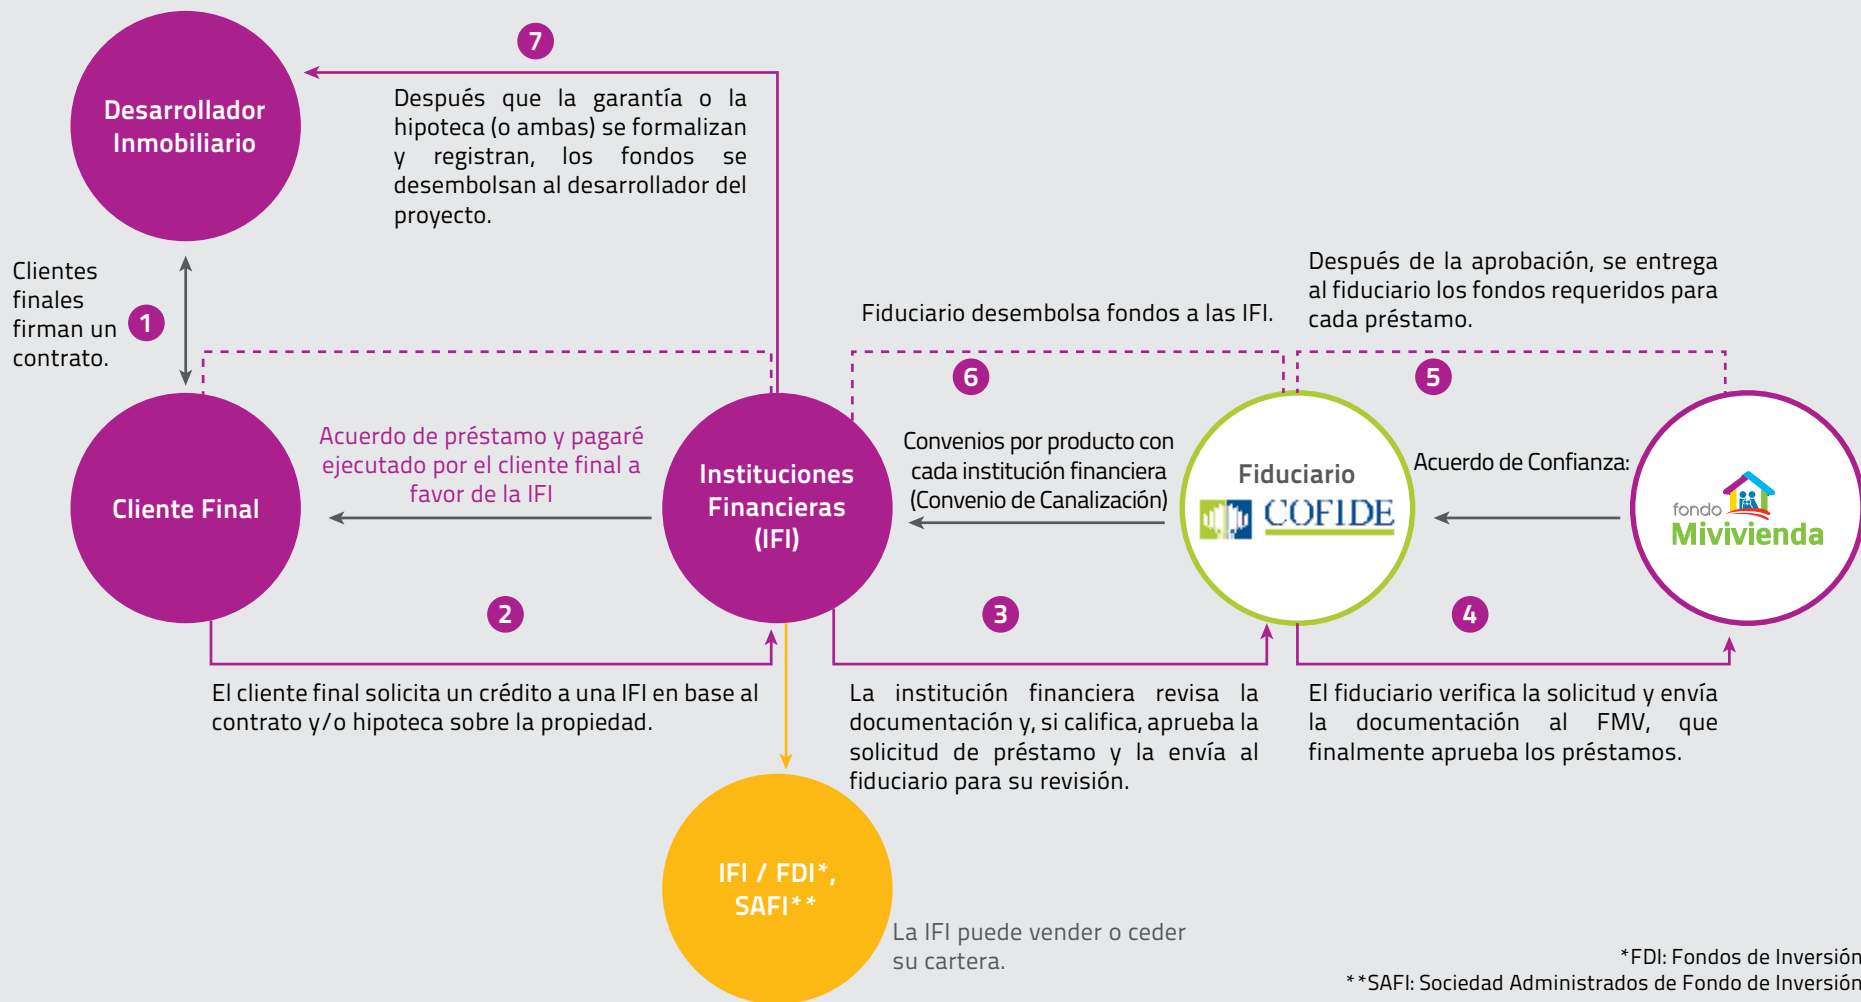 7
Desarrollador
Inmobiliario
Después que la garantía o la
hipoteca (o ambas) se formalizan
y registran, los fondos se
desembolsan al desarrollador del
proyecto.
Clientes
finales
firman un
contrato.
1
Fiduciario desembolsa fondos a las IFI.
Después de la aprobación, se entrega
al fiduciario los fondos requeridos para
cada préstamo.
6
5
Cliente Final
Acuerdo de préstamo y pagaré
ejecutado por el cliente final a
favor de la IFI
Instituciones
Financieras
(IFI)
Convenios por producto con
cada institución financiera
(Convenio de Canalización)
Fiduciario
COFIDE
Acuerdo de Confianza:
fondo
Mivivienda
2
3
4
El cliente final solicita un crédito a una IFI en base al
contrato y/o hipoteca sobre la propiedad.
La institución financiera revisa la
documentación y, si califica, aprueba la
solicitud de préstamo y la envía al
fiduciario para su revisión.
El fiduciario verifica la solicitud y envía
la documentación al FMV, que
finalmente aprueba los préstamos.
IFI / FDI*,
SAFI**
La IFI puede vender o ceder
su cartera.
*FDI: Fondos de Inversión
**SAFI: Sociedad Administrados de Fondo de Inversión